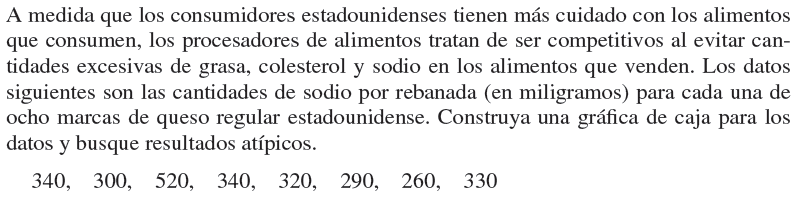 A medida que los consumidores estadounidenses tienen más cuidado con los alimentos
que consumen, los procesadores de alimentos tratan de ser competitivos al evitar can-
tidades excesivas de grasa, colesterol y sodio en los alimentos que venden. Los datos
siguientes son las cantidades de sodio por rebanada (en miligramos) para cada una de
ocho marcas de queso regular estadounidense. Construya una gráfica de caja para los
datos y busque resultados atípicos.
340, 300, 520, 340, 320, 290, 260, 330